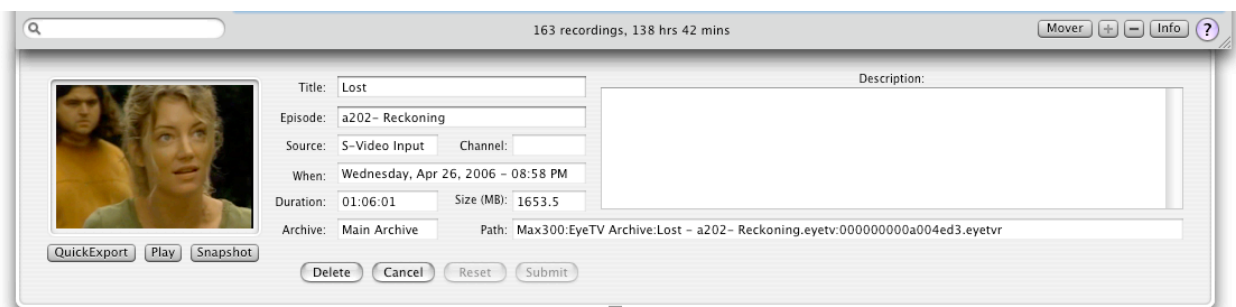 163 recordings, 138 hrs 42 mins
Mover + − Info ?
Description:
Title: Lost
Episode: a202- Reckoning
Source: S-Video Input Channel:
When: Wednesday, Apr 26, 2006 - 08:58 PM
Duration: 01:06:01 Size (MB): 1653.5
Archive: Main Archive Path: Max300:EyeTV Archive:Lost - a202- Reckoning.eyetv:000000000a004ed3.eyetvr
QuickExport Play Snapshot
Delete Cancel Reset Submit